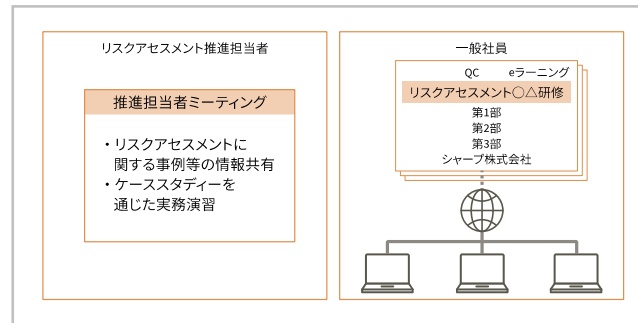 リスクアセスメント推進担当者
推進担当者ミーティング
・リスクアセスメントに
関する事例等の情報共有
・ケーススタディーを
通じた実務演習
一般社員
QC eラーニング
リスクアセスメント○△研修
第1部
第2部
第3部
シャープ株式会社